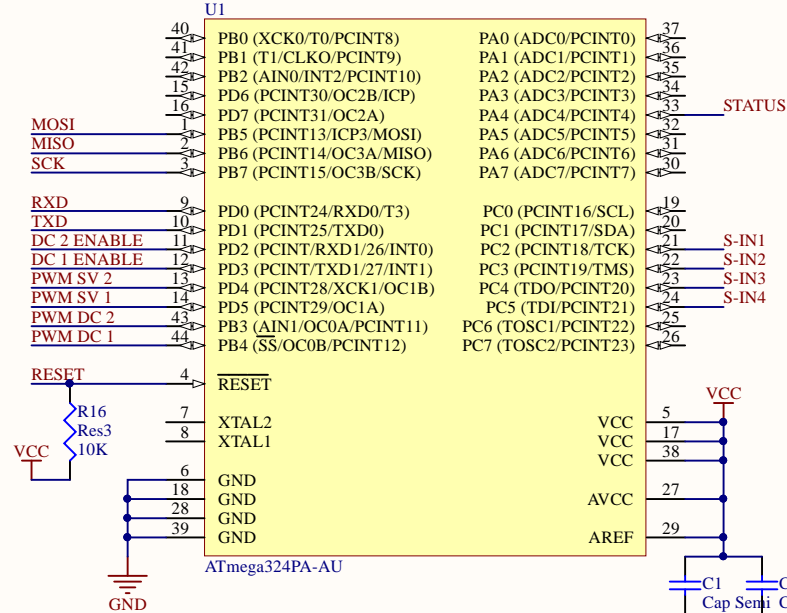 U1
40 PB0 (XCK0/T0/PCINT8) PA0 (ADC0/PCINT0) 37
41 PB1 (T1/CLKO/PCINT9) PA1 (ADC1/PCINT1) 36
42 PB2 (AIN0/INT2/PCINT10) PA2 (ADC2/PCINT2) 35
15 PD6 (PCINT30/OC2B/ICP) PA3 (ADC3/PCINT3) 34
16 PD7 (PCINT31/OC2A) PA4 (ADC4/PCINT4) 33 STATUS
MOSI 1 PB5 (PCINT13/ICP3/MOSI) PA5 (ADC5/PCINT5) 32
MISO 2 PB6 (PCINT14/OC3A/MISO) PA6 (ADC6/PCINT6) 31
SCK 3 PB7 (PCINT15/OC3B/SCK) PA7 (ADC7/PCINT7) 30
RXD 9 PD0 (PCINT24/RXD0/T3) PC0 (PCINT16/SCL) 19
TXD 10 PD1 (PCINT25/TXD0) PC1 (PCINT17/SDA) 20
DC 2 ENABLE 11 PD2 (PCINT/RXD1/26/INT0) PC2 (PCINT18/TCK) 21 S-IN1
DC 1 ENABLE 12 PD3 (PCINT/TXD1/27/INT1) PC3 (PCINT19/TMS) 22 S-IN2
PWM SV 2 13 PD4 (PCINT28/XCK1/OC1B) PC4 (TDO/PCINT20) 23 S-IN3
PWM SV 1 14 PD5 (PCINT29/OC1A) PC5 (TDI/PCINT21) 24 S-IN4
PWM DC 2 43 PB3 (AIN1/OC0A/PCINT11) PC6 (TOSC1/PCINT22) 25
PWM DC 1 44 PB4 (SS/OC0B/PCINT12) PC7 (TOSC2/PCINT23) 26
RESET 4 RESET
VCC
R16
Res3
10K
VCC
7 XTAL2 VCC 5
8 XTAL1 VCC 17
VCC 38
6 GND
18 GND AVCC 27
28 GND
39 GND AREF 29
ATmega324PA-AU
GND
C1
Cap Semi